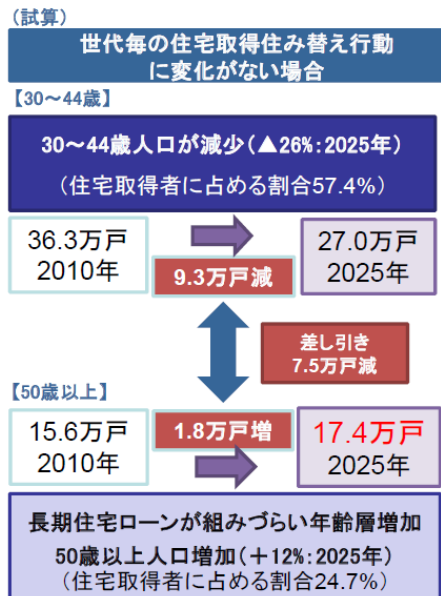 (試算)
世代毎の住宅取得住み替え行動
に変化がない場合
【30～44歳】
30～44歳人口が減少(▲26%:2025年)
(住宅取得者に占める割合57.4%)
36.3万戸
2010年
9.3万戸減
27.0万戸
2025年
差し引き
7.5万戸減
【50歳以上】
15.6万戸
2010年
1.8万戸増
17.4万戸
2025年
長期住宅ローンが組みづらい年齢層増加
50歳以上人口増加(＋12%:2025年)
(住宅取得者に占める割合24.7%)